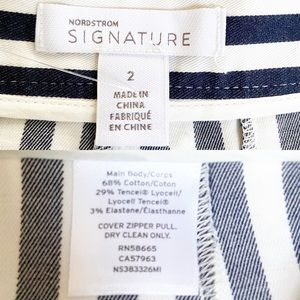 NORDSTROM
SIGNATURE
2
MADE IN
CHINA
FABRIQUÉ
EN CHINE
Main Body/Corps
68% Cotton/Coton
29% Tencel® Lyocell/
Lyocell Tencel®
3% Elastane/Élasthanne
COVER ZIPPER PULL.
DRY CLEAN ONLY.
RN58665
CA57963
NS383326MI